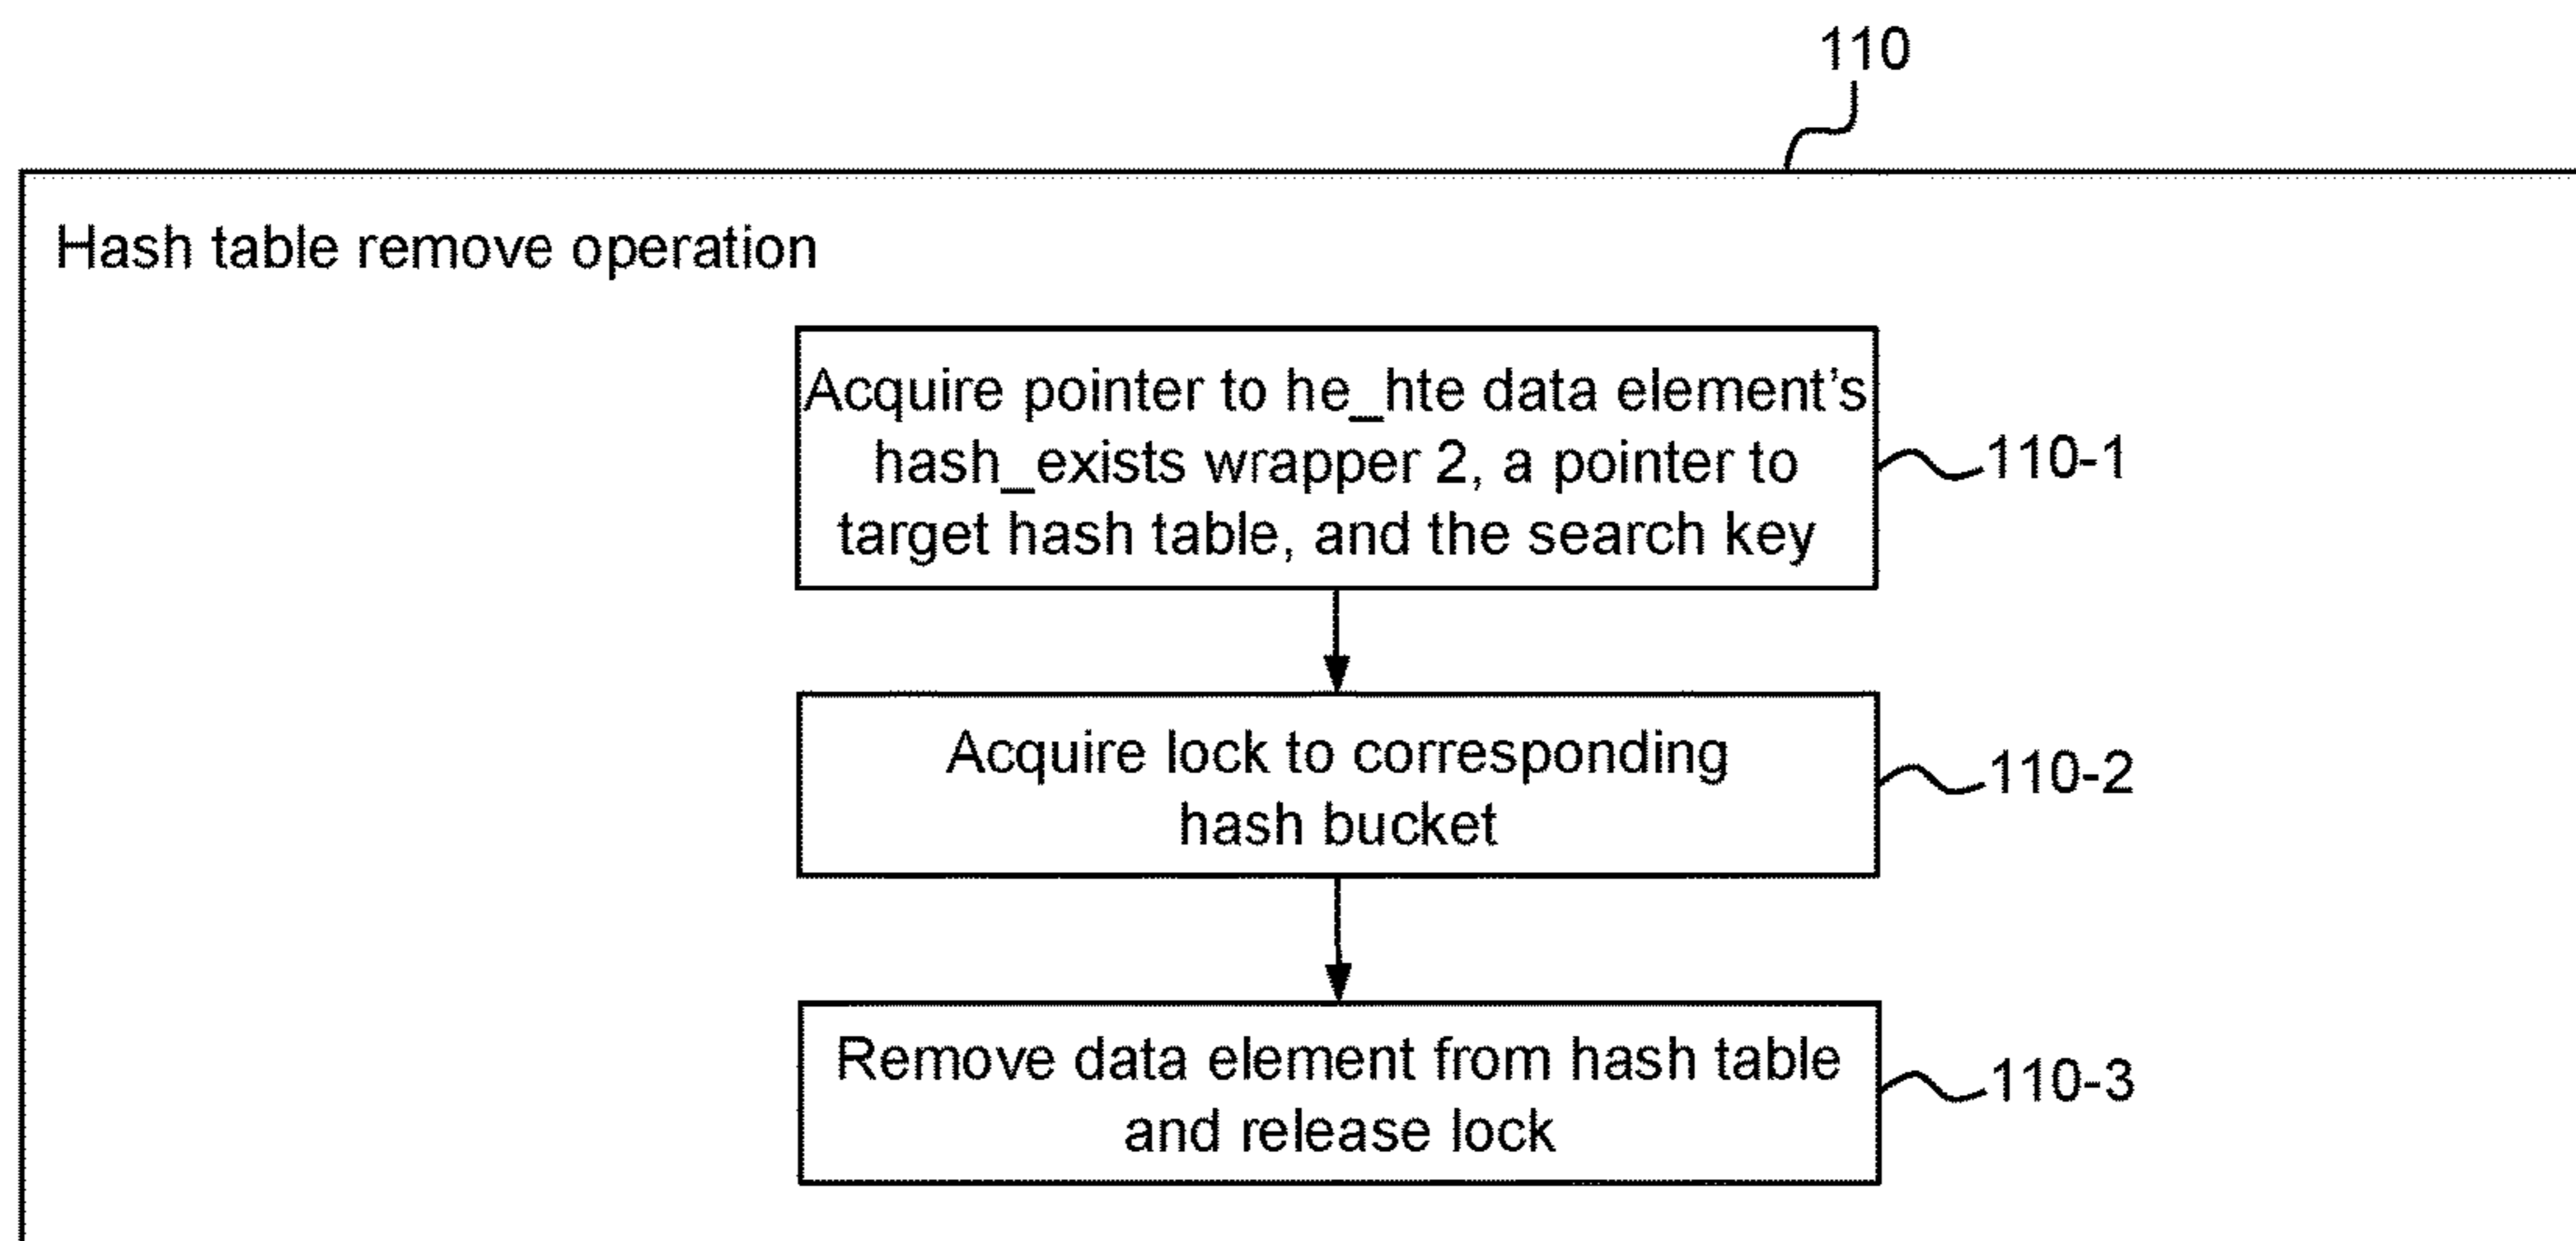 110
Hash table remove operation
Acquire pointer to he_hte data element's
hash_exists wrapper 2, a pointer to
target hash table, and the search key
110-1
Acquire lock to corresponding
hash bucket
110-2
Remove data element from hash table
and release lock
110-3